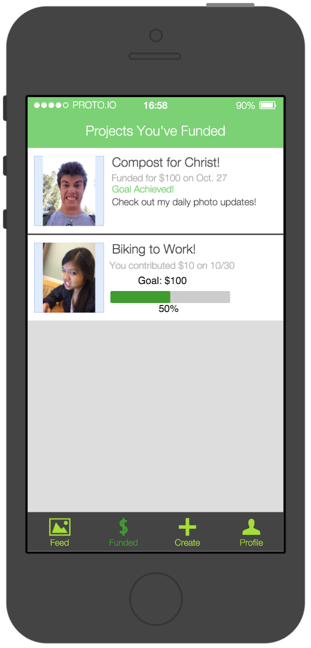 PROTO.IO 16:58 90%
Projects You've Funded
Compost for Christ!
Funded for $100 on Oct. 27
Goal Achieved!
Check out my daily photo updates!
Biking to Work!
You contributed $10 on 10/30
Goal: $100
50%
Feed Funded Create Profile